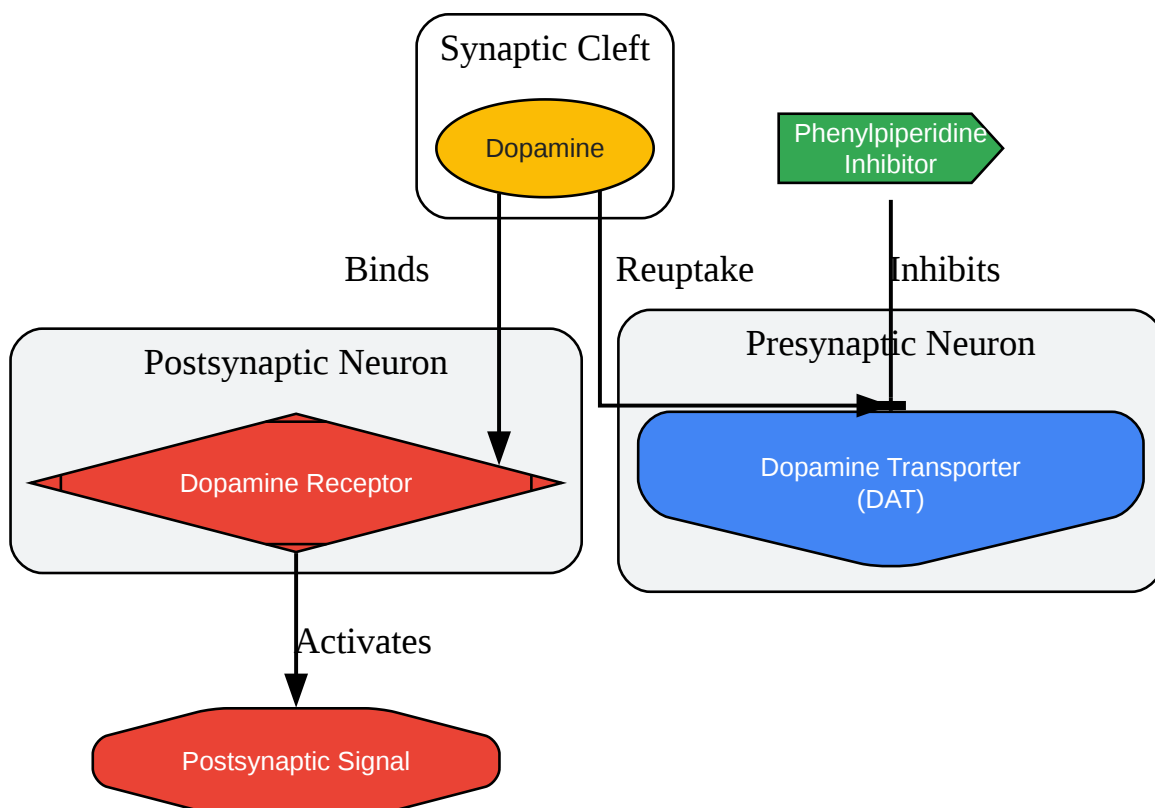 Synaptic Cleft
Dopamine
Phenylpiperidine
Inhibitor
Binds
Reuptake
Inhibits
Postsynaptic Neuron
Presynaptic Neuron
Dopamine Receptor
Dopamine Transporter
(DAT)
Activates
Postsynaptic Signal